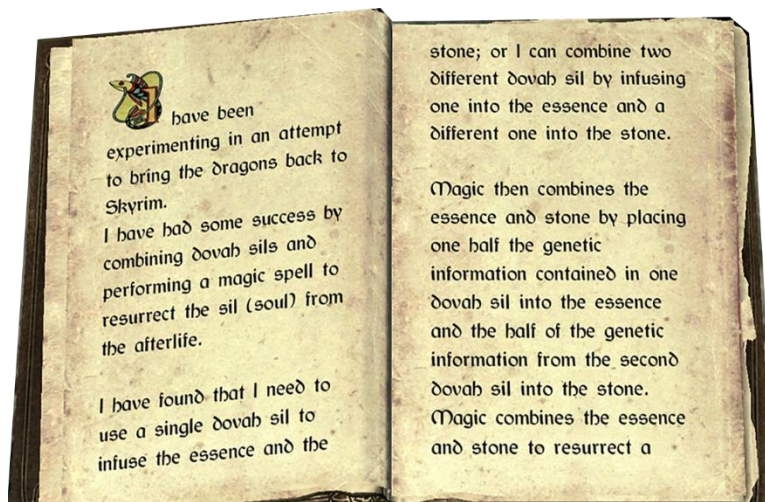 I have been
experimenting in an attempt
to bring the dragons back to
Skyrim.
I have had some success by
combining dovah sils and
performing a magic spell to
resurrect the sil (soul) from
the afterlife.
I have found that I need to
use a single dovah sil to
infuse the essence and the
stone; or I can combine two
different dovah sil by infusing
one into the essence and a
different one into the stone.
Magic then combines the
essence and stone by placing
one half the genetic
information contained in one
dovah sil into the essence
and the half of the genetic
information from the second
dovah sil into the stone.
Magic combines the essence
and stone to resurrect a